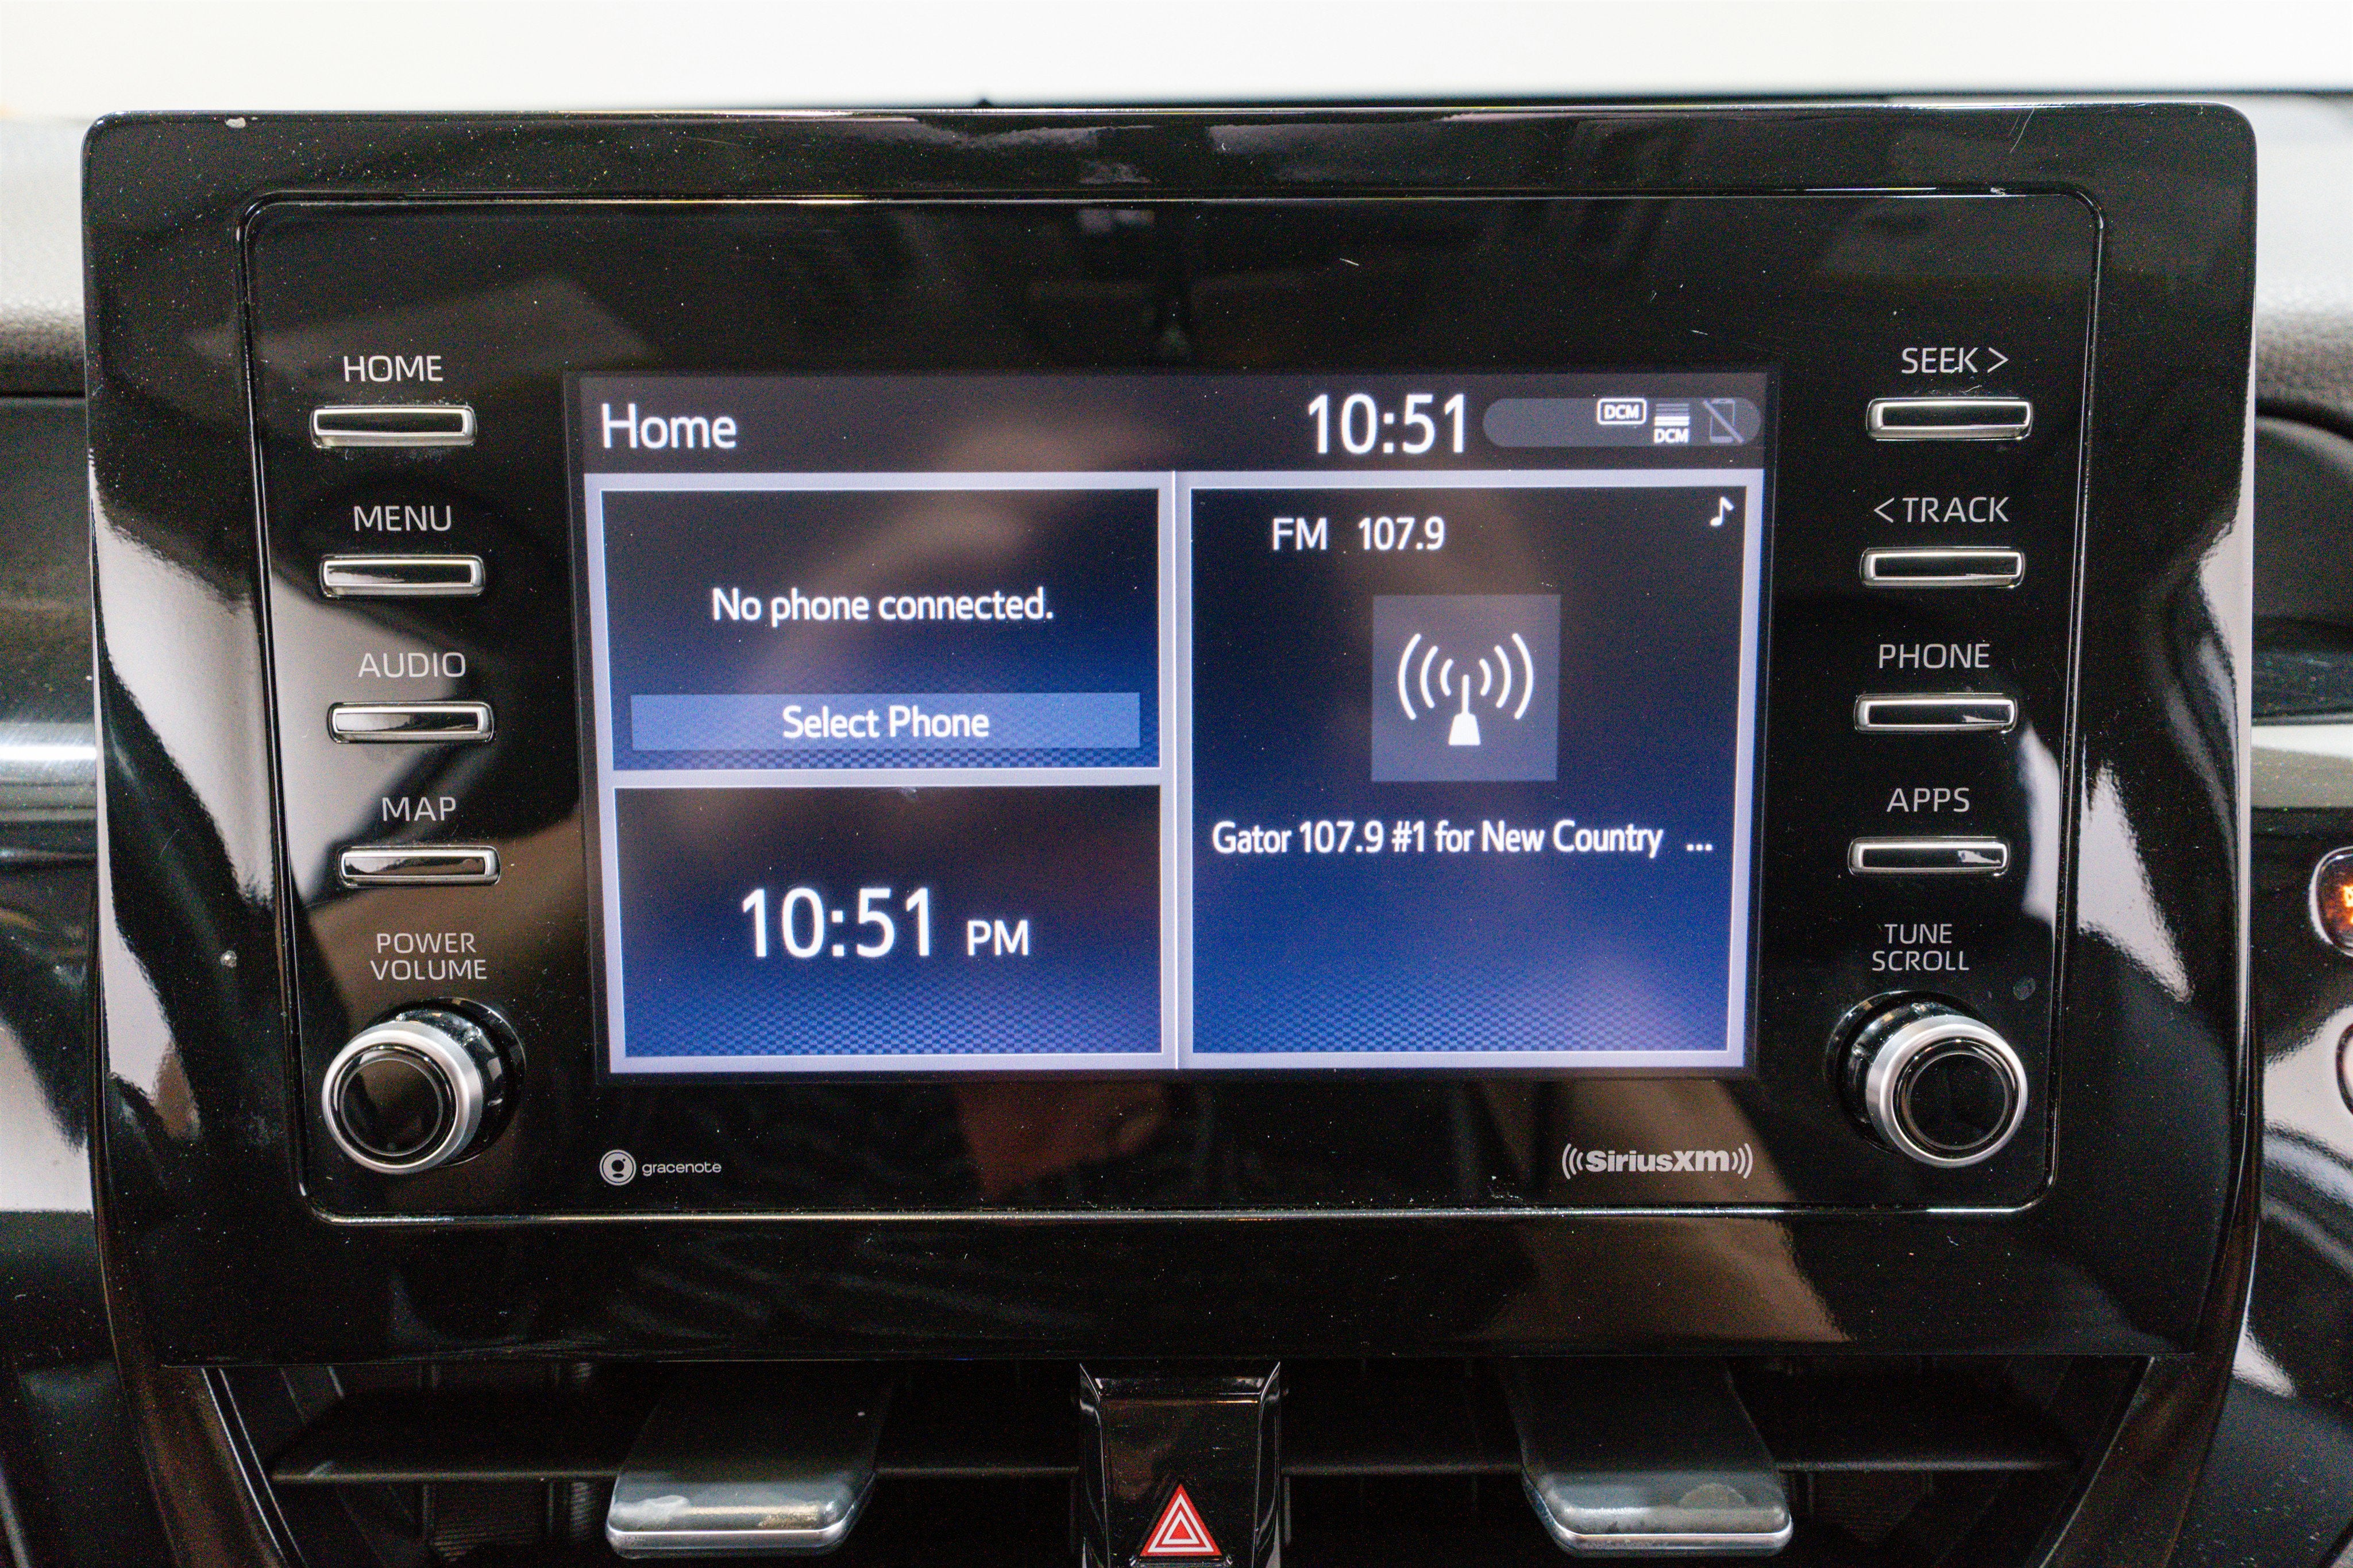 HOME
MENU
AUDIO
MAP
POWER
VOLUME
Home
10:51
DCM
DCM
No phone connected.
Select Phone
10:51 PM
FM 107.9
Gator 107.9 #1 for New Country ...
SEEK >
< TRACK
PHONE
APPS
TUNE
SCROLL
gracenote
((SiriusXM))